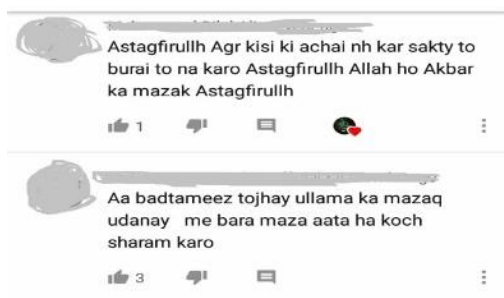 Astagfirullh Agr kisi ki achai nh kar sakty to
burai to na karo Astagfirullh Allah ho Akbar
ka mazak Astagfirullh
1
Aa badtameez tojhay ullama ka mazaq
udanay me bara maza aata ha koch
sharam karo
3